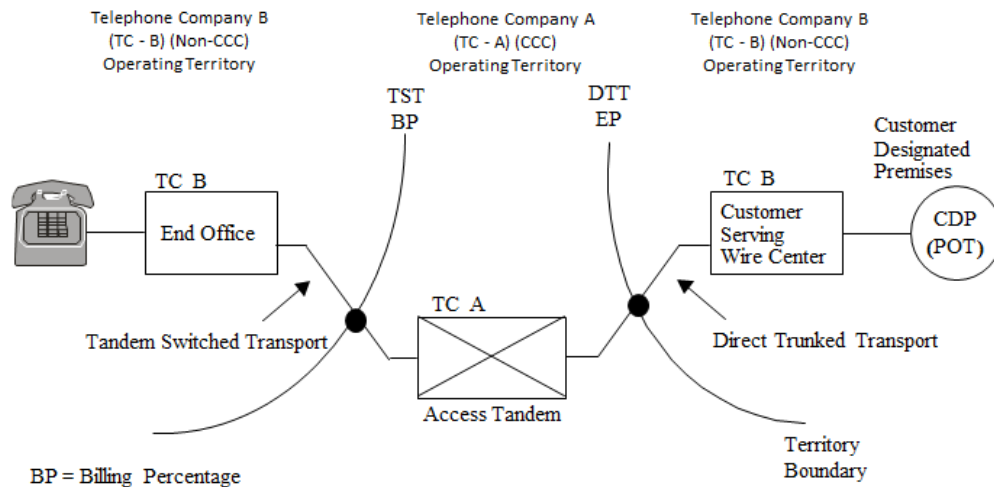 Telephone Company B
(TC - B) (Non-CCC)
Operating Territory
Telephone Company A
(TC - A) (CCC)
Operating Territory
Telephone Company B
(TC - B) (Non-CCC)
Operating Territory
TST
BP
DTT
EP
Customer
Designated
Premises
TC B
End Office
TC B
Customer
Serving
Wire Center
CDP
(POT)
Tandem Switched Transport
TC A
Access Tandem
Direct Trunked Transport
BP = Billing Percentage
Territory
Boundary